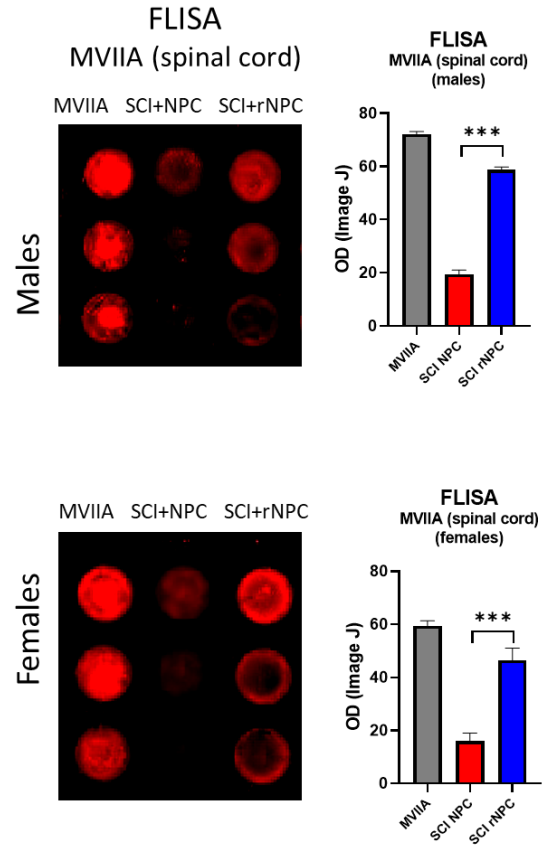 FLISA
MVIIA (spinal cord)
MVIIA SCI+NPC SCI+rNPC
Males
FLISA
MVIIA (spinal cord)
(males)
80
60
40
20
0
OD (Image J)
***
MVIIA
SCI NPC
SCI rNPC
MVIIA SCI+NPC SCI+rNPC
Females
FLISA
MVIIA (spinal cord)
(females)
80
60
40
20
0
OD (Image J)
***
MVIIA
SCI NPC
SCI rNPC